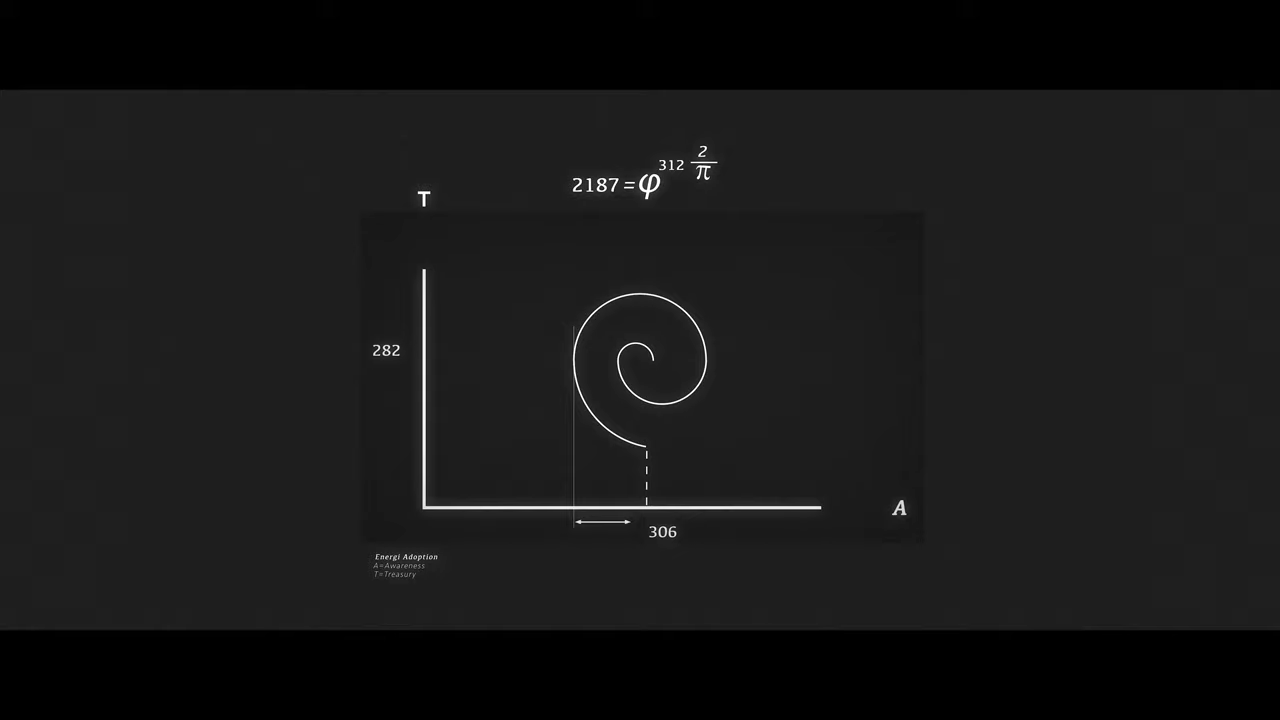 2187=φ^312 2/π
T
282
A
306
Energi Adoption
A=Awareness
T=Treasury